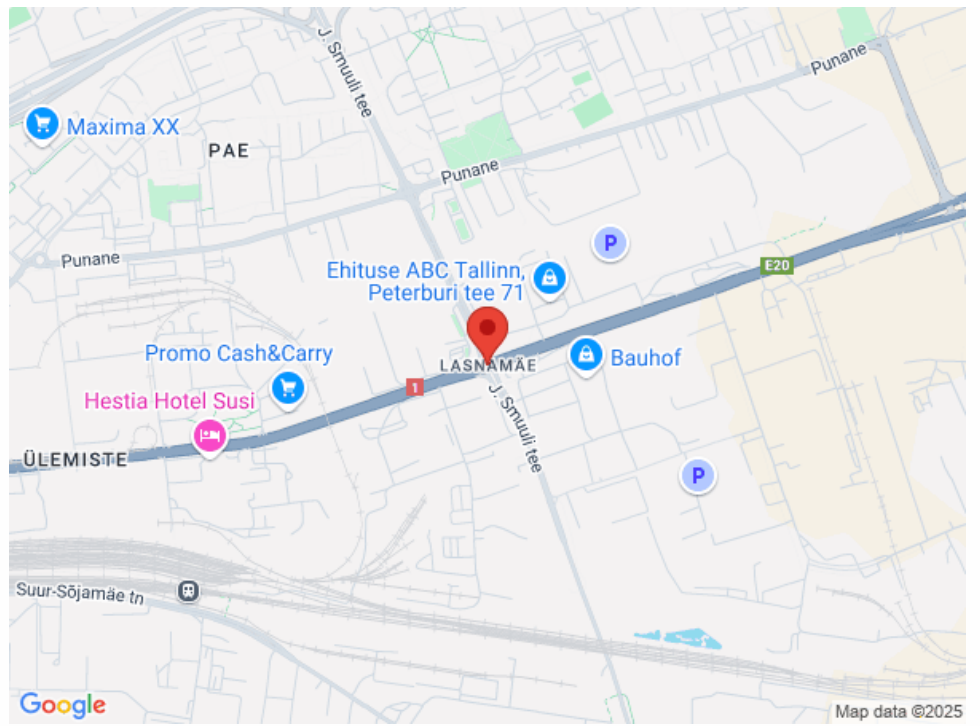 J. Smuuli tee
Punane
Maxima XX
PAE
Punane
Punane
Ehituse ABC Tallinn,
Peterburi tee 71
P
E20
Promo Cash&Carry
LASNAMÄE
Bauhof
1
Hestia Hotel Susi
J. Smuuli tee
ÜLEMISTE
P
Suur-Sõjamäe tn
Google
Map data ©2025